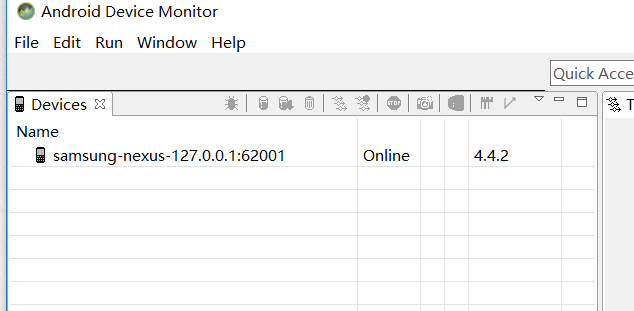 Android Device Monitor
File Edit Run Window Help
Quick Acce
Devices
T
Name
samsung-nexus-127.0.0.1:62001 Online 4.4.2